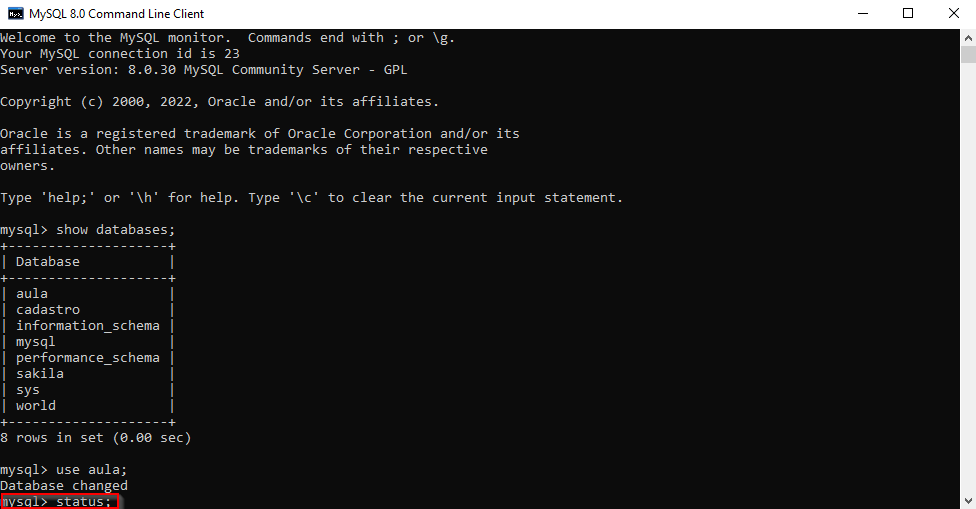 MySQL 8.0 Command Line Client
Welcome to the MySQL monitor.  Commands end with ; or \g.
Your MySQL connection id is 23
Server version: 8.0.30 MySQL Community Server - GPL
Copyright (c) 2000, 2022, Oracle and/or its affiliates.
Oracle is a registered trademark of Oracle Corporation and/or its
affiliates. Other names may be trademarks of their respective
owners.
Type 'help;' or '\h' for help. Type '\c' to clear the current input statement.
mysql> show databases;
+--------------------+
| Database           |
+--------------------+
| aula               |
| cadastro           |
| information_schema |
| mysql              |
| performance_schema |
| sakila             |
| sys                |
| world              |
+--------------------+
8 rows in set (0.00 sec)
mysql> use aula;
Database changed
mysql> status;